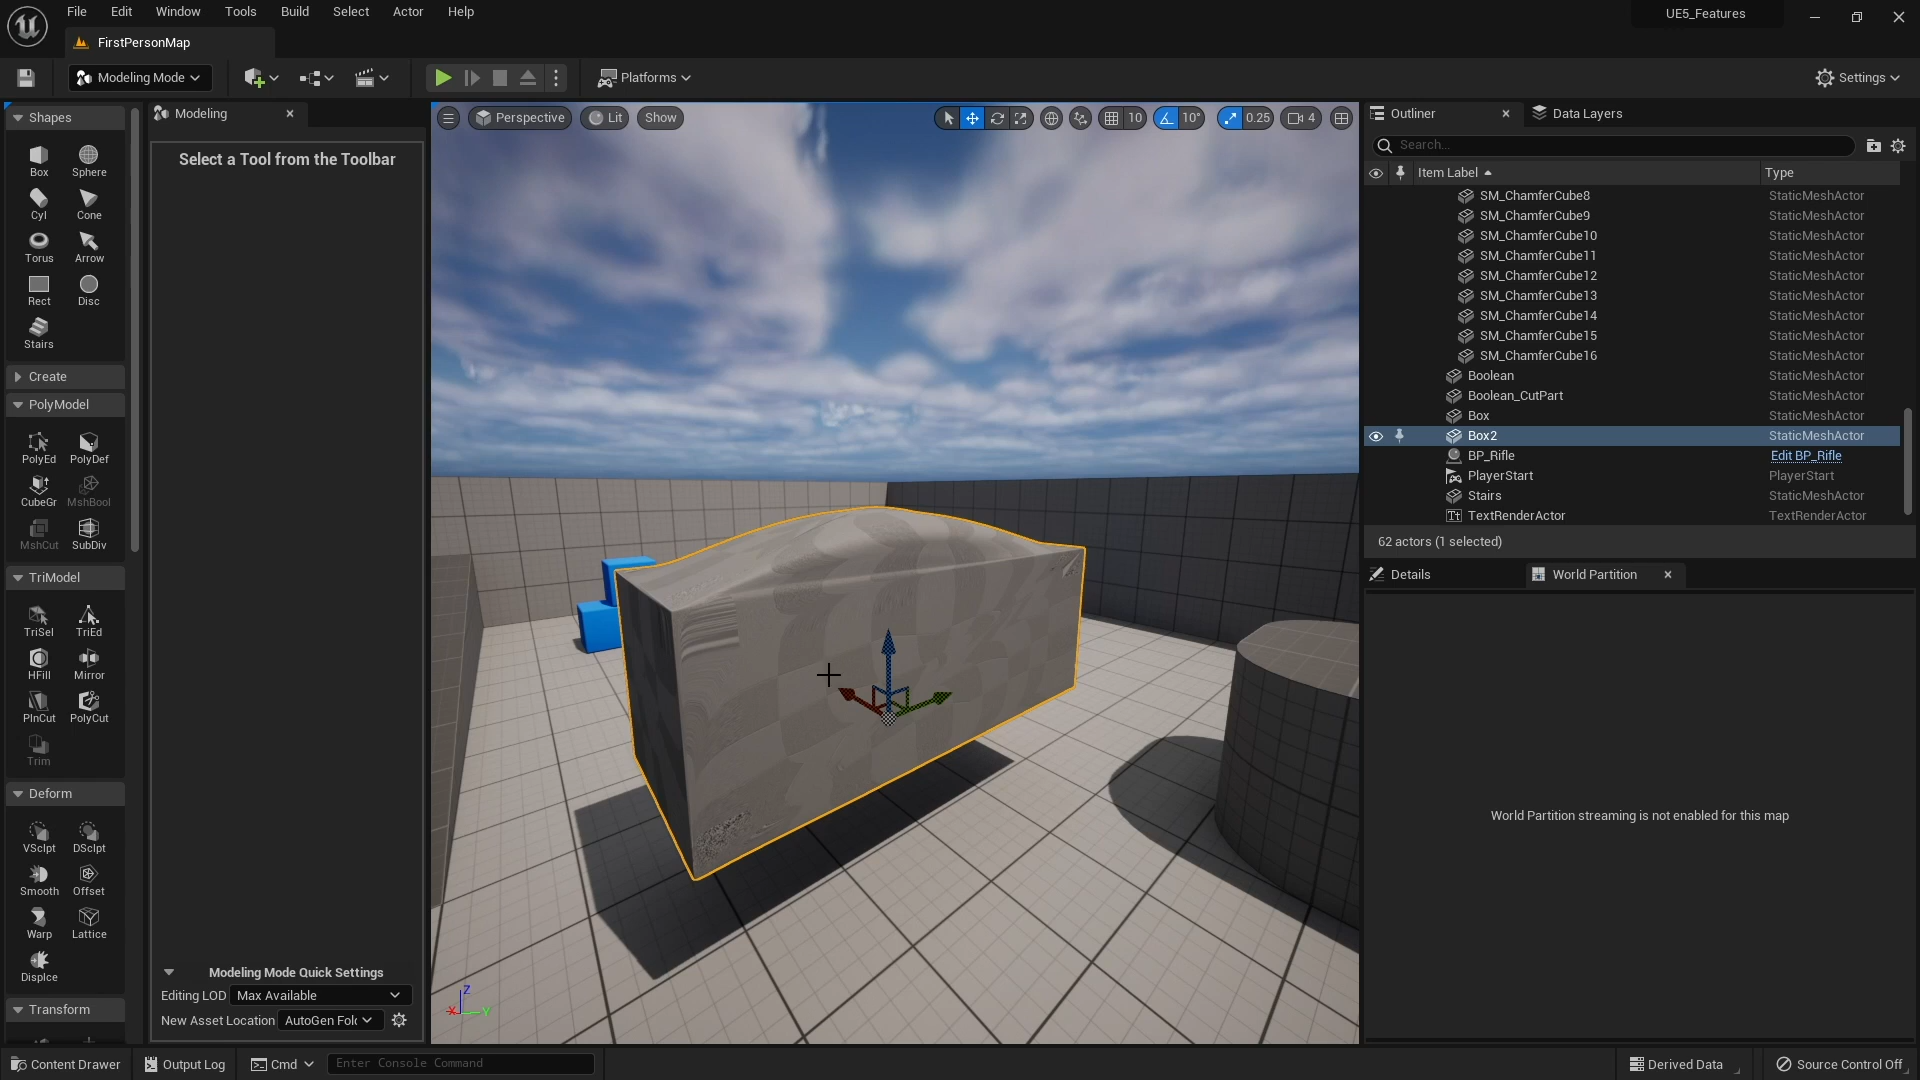 File Edit Window Tools Build Select Actor Help
UE5_Features
FirstPersonMap
Modeling Mode
Platforms
Settings
Shapes
Box Sphere
Cyl Cone
Torus Arrow
Rect Disc
Stairs
Create
PolyModel
PolyEd PolyDef
CubeGr MshBool
MshCut SubDiv
TriModel
TriSel TriEd
HFill Mirror
PlnCut PolyCut
Trim
Deform
VSclpt DSclpt
Smooth Offset
Warp Lattice
Displce
Transform
Modeling
Select a Tool from the Toolbar
Modeling Mode Quick Settings
Editing LOD Max Available
New Asset Location AutoGen Fol
Perspective Lit Show
10 10° 0.25 4
Z
X Y
Outliner Data Layers
Search...
Item Label Type
SM_ChamferCube8 StaticMeshActor
SM_ChamferCube9 StaticMeshActor
SM_ChamferCube10 StaticMeshActor
SM_ChamferCube11 StaticMeshActor
SM_ChamferCube12 StaticMeshActor
SM_ChamferCube13 StaticMeshActor
SM_ChamferCube14 StaticMeshActor
SM_ChamferCube15 StaticMeshActor
SM_ChamferCube16 StaticMeshActor
Boolean StaticMeshActor
Boolean_CutPart StaticMeshActor
Box StaticMeshActor
Box2 StaticMeshActor
BP_Rifle Edit BP_Rifle
PlayerStart PlayerStart
Stairs StaticMeshActor
TextRenderActor TextRenderActor
62 actors (1 selected)
Details World Partition
World Partition streaming is not enabled for this map
Content Drawer Output Log Cmd Enter Console Command
Derived Data Source Control Off